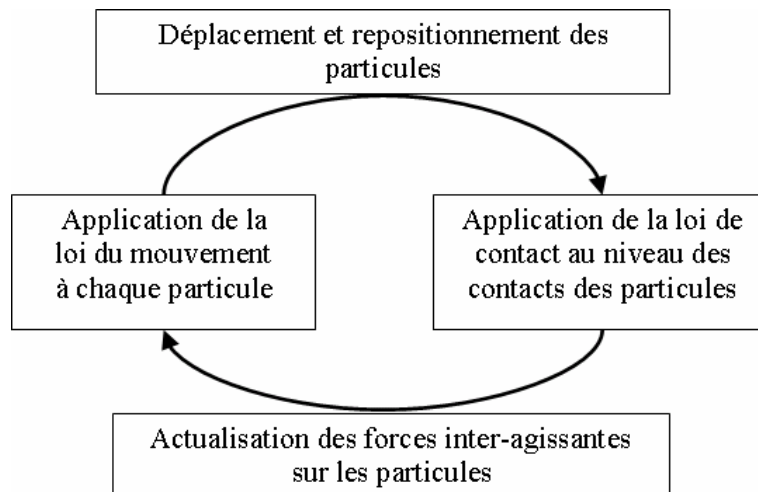 Déplacement et repositionnement des
particules
Application de la
loi du mouvement
à chaque particule
Application de la loi de
contact au niveau des
contacts des particules
Actualisation des forces inter-agissantes
sur les particules